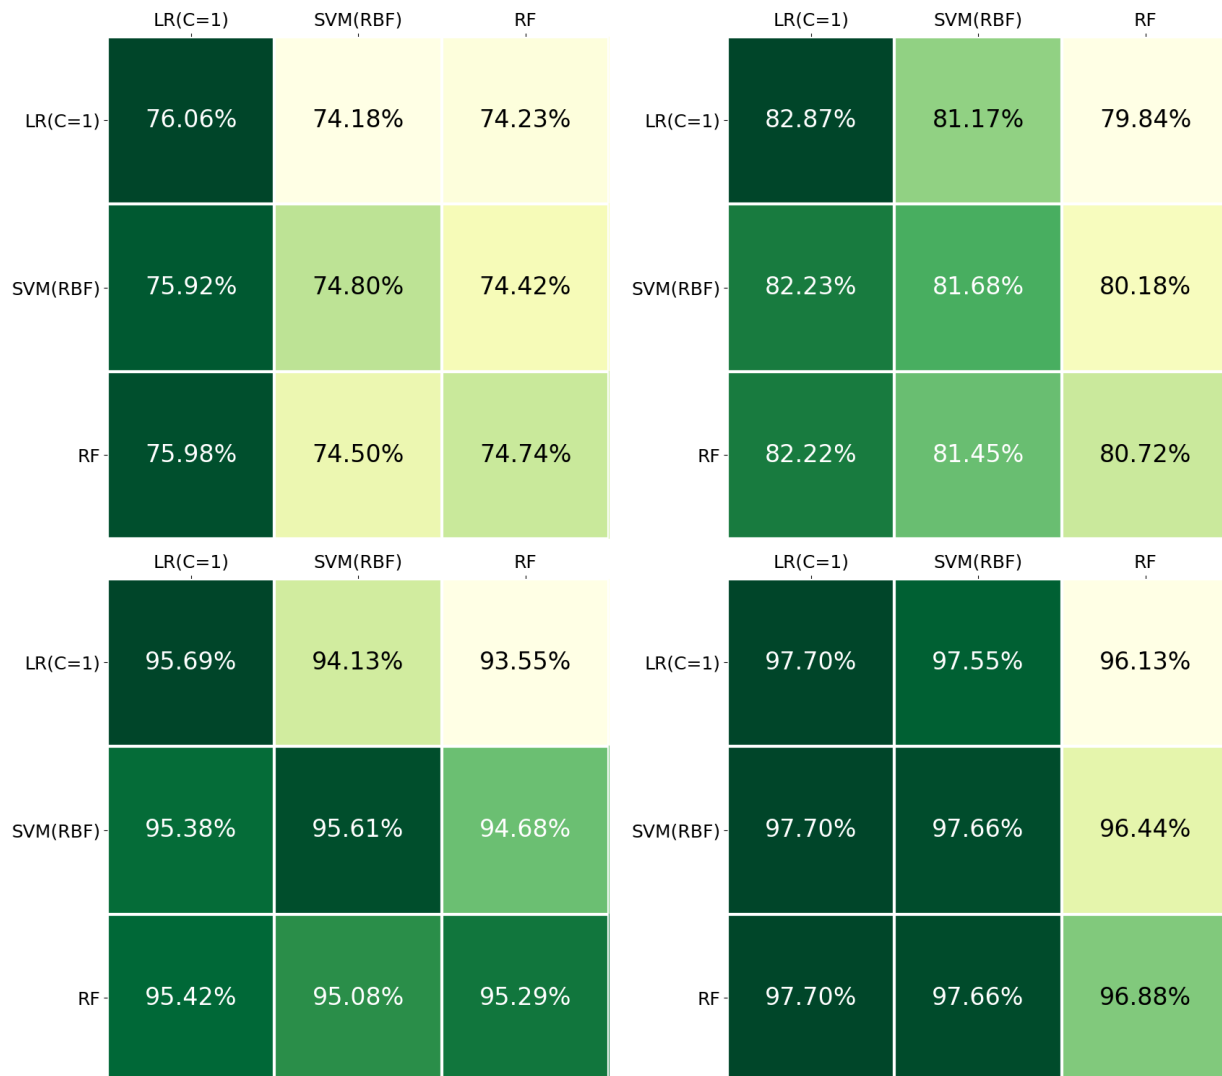 LR(C=1) SVM(RBF) RF
LR(C=1) 76.06% 74.18% 74.23%
SVM(RBF) 75.92% 74.80% 74.42%
RF 75.98% 74.50% 74.74%
LR(C=1) SVM(RBF) RF
LR(C=1) 82.87% 81.17% 79.84%
SVM(RBF) 82.23% 81.68% 80.18%
RF 82.22% 81.45% 80.72%
LR(C=1) SVM(RBF) RF
LR(C=1) 95.69% 94.13% 93.55%
SVM(RBF) 95.38% 95.61% 94.68%
RF 95.42% 95.08% 95.29%
LR(C=1) SVM(RBF) RF
LR(C=1) 97.70% 97.55% 96.13%
SVM(RBF) 97.70% 97.66% 96.44%
RF 97.70% 97.66% 96.88%